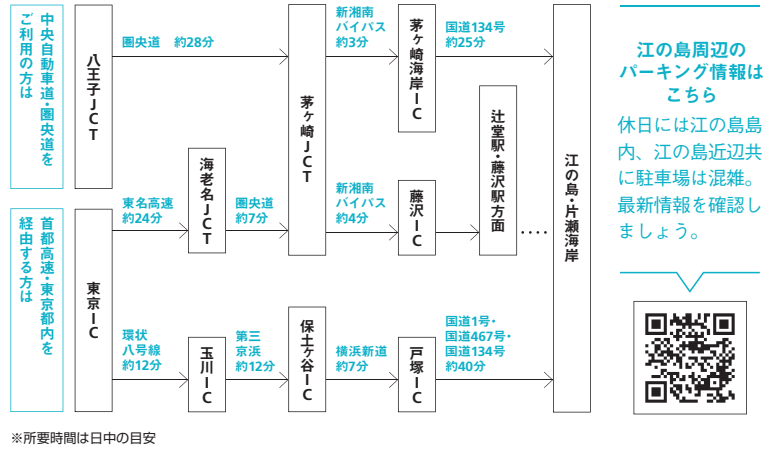 中央自動車道・圏央道を
ご利用の方は
八王子JCT
圏央道　約28分
茅ヶ崎JCT
新湘南
バイパス
約3分
茅ヶ崎海岸IC
国道134号
約25分
江の島・片瀬海岸
首都高速・東京都内を
経由する方は
東京IC
東名高速
約24分
海老名JCT
圏央道
約7分
新湘南
バイパス
約4分
藤沢IC
辻堂駅・藤沢駅方面
環状
八号線
約12分
玉川IC
第三
京浜
約12分
保土ヶ谷IC
横浜新道
約7分
戸塚IC
国道1号・
国道467号・
国道134号
約40分
※所要時間は日中の目安
江の島周辺の
パーキング情報は
こちら
休日には江の島島
内、江の島近辺共
に駐車場は混雑。
最新情報を確認し
ましょう。